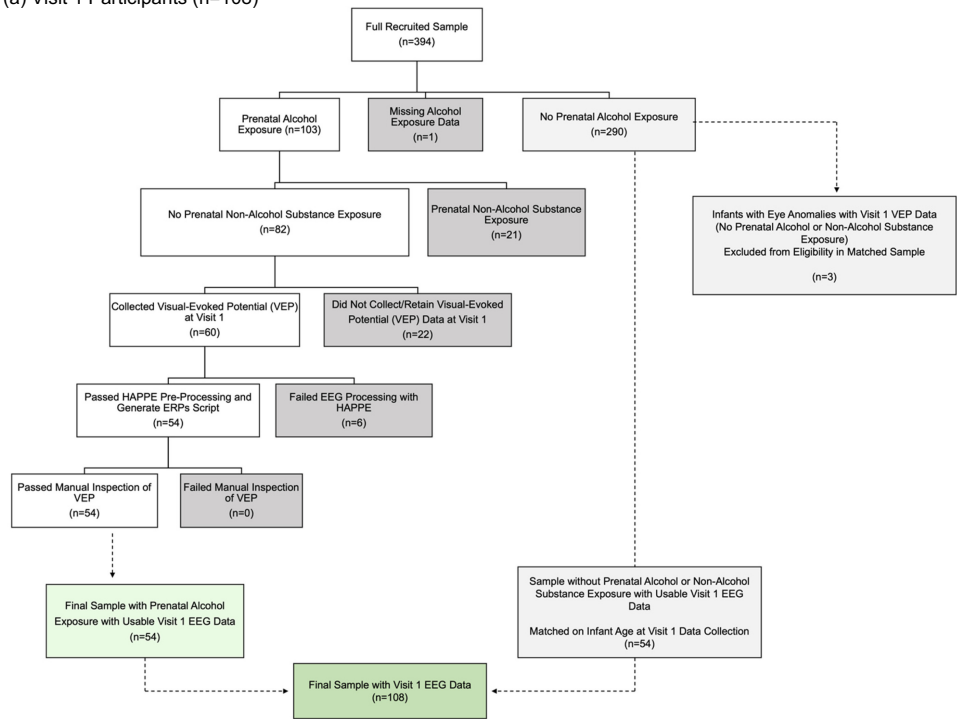 (a) Visit 1 Participants (n=108)
Full Recruited Sample
(n=394)
Prenatal Alcohol
Exposure (n=103)
Missing Alcohol
Exposure Data
(n=1)
No Prenatal Alcohol Exposure
(n=290)
No Prenatal Non-Alcohol Substance Exposure
(n=82)
Prenatal Non-Alcohol Substance
Exposure
(n=21)
Infants with Eye Anomalies with Visit 1 VEP Data
(No Prenatal Alcohol or Non-Alcohol Substance
Exposure)
Excluded from Eligibility in Matched Sample
(n=3)
Collected Visual-Evoked Potential (VEP)
at Visit 1
(n=60)
Did Not Collect/Retain Visual-Evoked
Potential (VEP) Data at Visit 1
(n=22)
Passed HAPPE Pre-Processing and
Generate ERPs Script
(n=54)
Failed EEG Processing with
HAPPE
(n=6)
Passed Manual Inspection of
VEP
(n=54)
Failed Manual Inspection
of VEP
(n=0)
Final Sample with Prenatal Alcohol
Exposure with Usable Visit 1 EEG Data
(n=54)
Sample without Prenatal Alcohol or Non-Alcohol
Substance Exposure with Usable Visit 1 EEG
Data
Matched on Infant Age at Visit 1 Data Collection
(n=54)
Final Sample with Visit 1 EEG Data
(n=108)